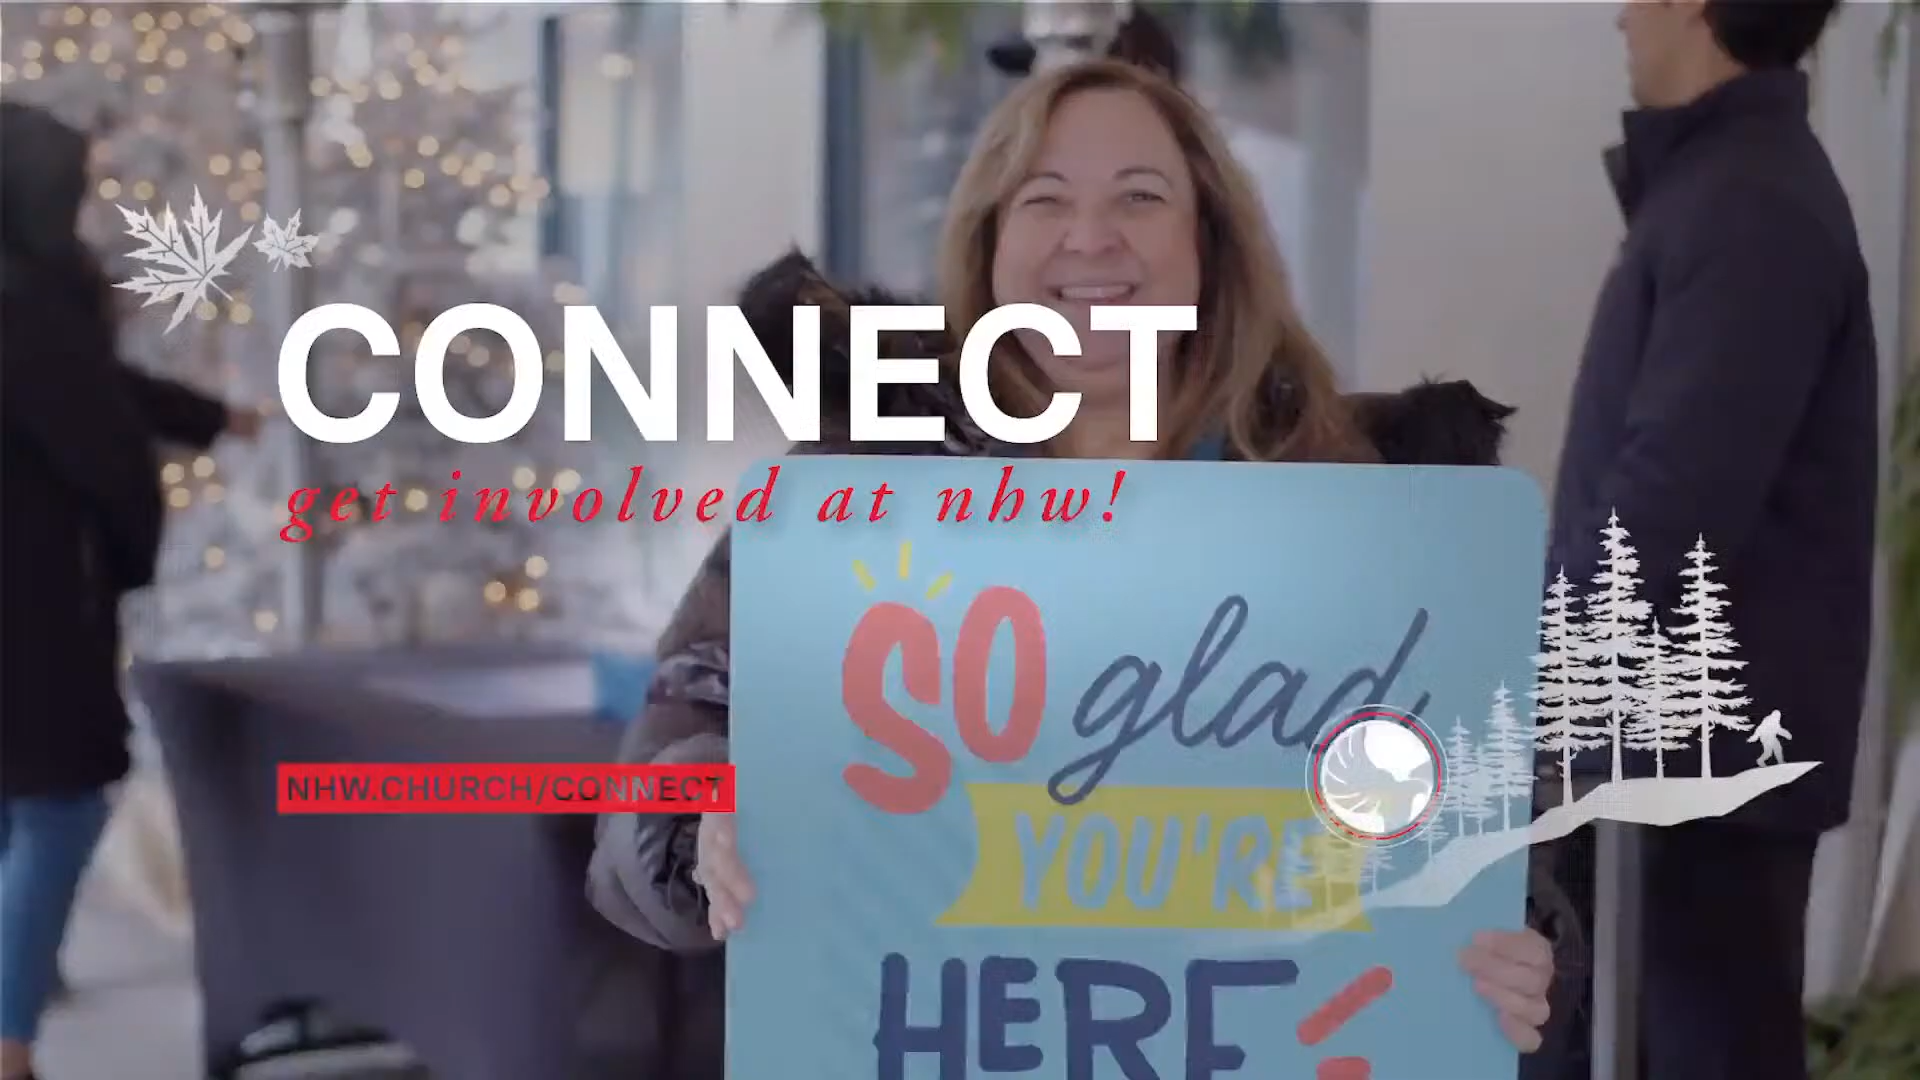 CONNECT
get involved at nhw!
SO glad
YOU'RE
HERE
NHW.CHURCH/CONNECT